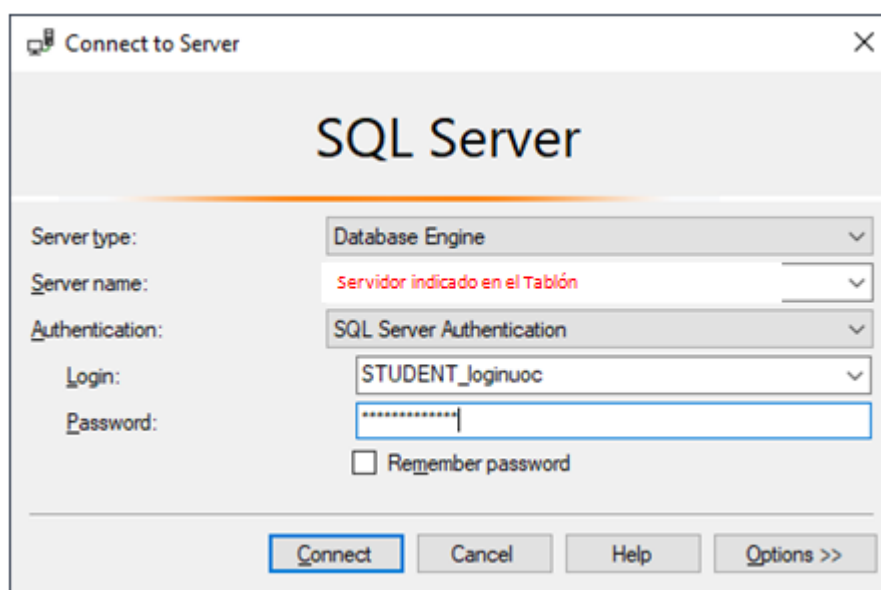 Connect to Server
SQL Server
Server type: Database Engine
Server name: Servidor indicado en el Tablón
Authentication: SQL Server Authentication
Login: STUDENT_loginuoc
Password: *************
Remember password
Connect Cancel Help Options >>